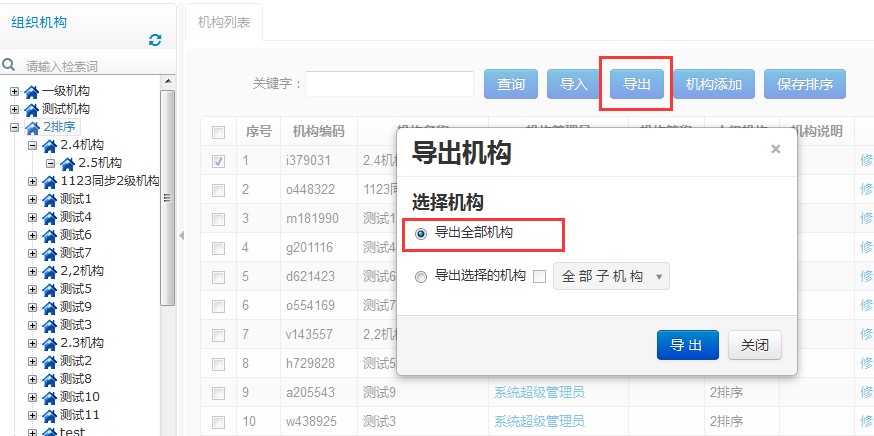 组织机构
请输入检索词
一级机构
测试机构
2排序
2.4机构
2.5机构
1123同步2级机构
测试1
测试4
测试6
测试7
2,2机构
测试5
测试9
测试3
2.3机构
测试2
测试8
测试10
测试11
test
机构列表
关键字： 查询 导入 导出 机构添加 保存排序
序号 机构编码 机构说明
1 i379031 2.4机 修
2 o448322 1123同 修
3 m181990 测试1 修
4 g201116 测试4 修
5 d621423 测试6 修
6 o554169 测试7 修
7 v143557 2,2机构 修
8 h729828 测试5 修
9 a205543 测试9 系统超级管理员 2排序 修
10 w438925 测试3 系统超级管理员 2排序 修
导出机构 ×
选择机构
导出全部机构
导出选择的机构 全部子机构
导出 关闭